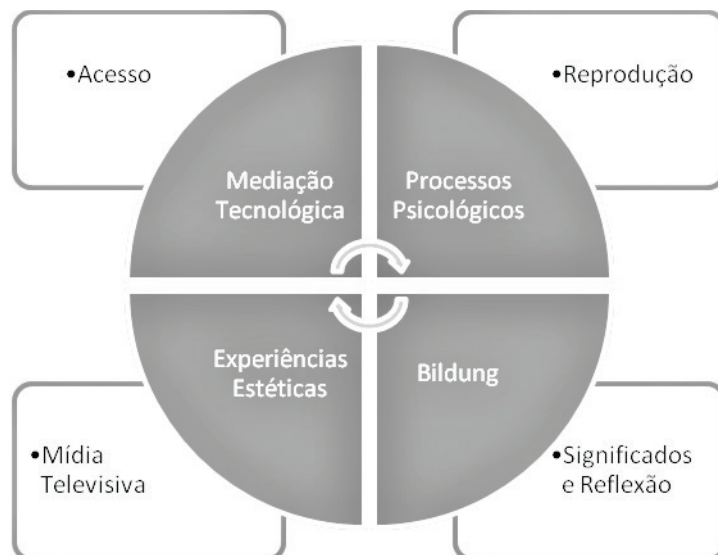 •Acesso
•Reprodução
Mediação
Tecnológica
Processos
Psicológicos
Experiências
Estéticas
Bildung
•Mídia
Televisiva
•Significados
e Reflexão